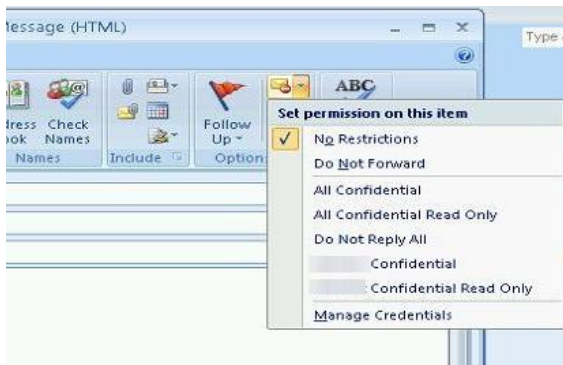 Message (HTML)
Type
ABC
Check
Names
Follow
Up
Names
Include
Option
Set permission on this item
No Restrictions
Do Not Forward
All Confidential
All Confidential Read Only
Do Not Reply All
Confidential
Confidential Read Only
Manage Credentials